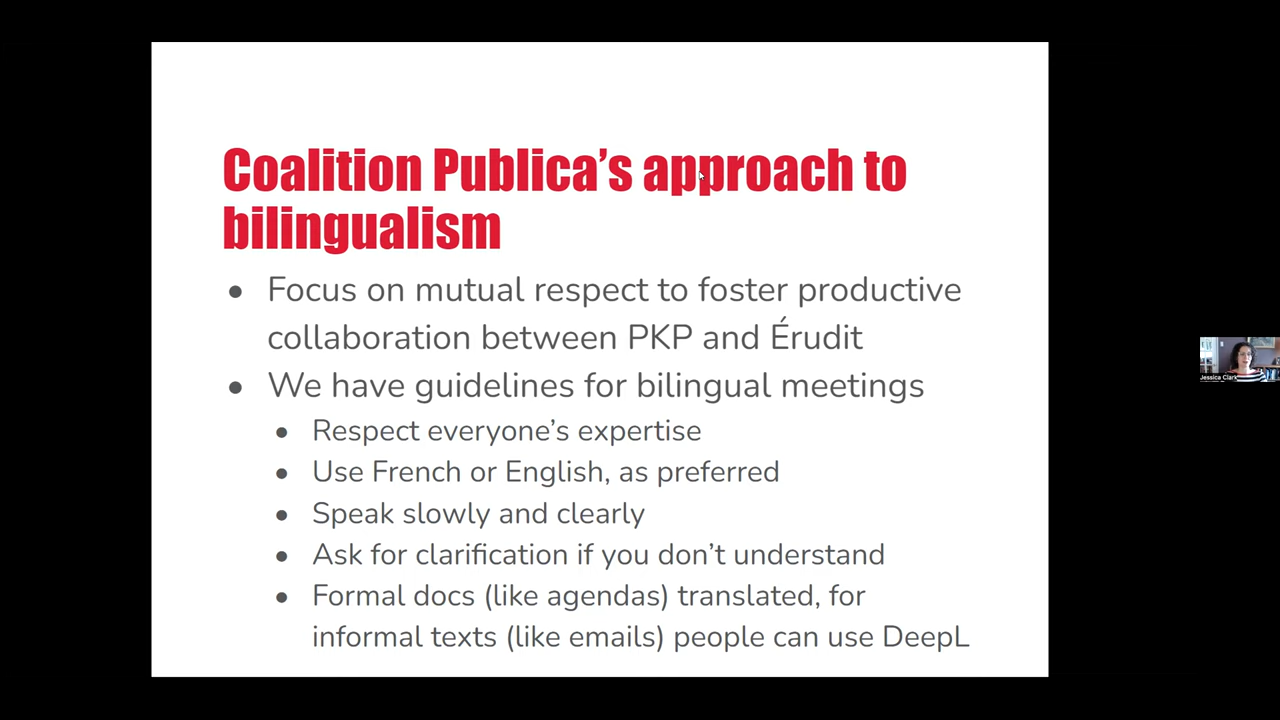 Coalition Publica’s approach to
bilingualism
● Focus on mutual respect to foster productive
collaboration between PKP and Érudit
● We have guidelines for bilingual meetings
● Respect everyone’s expertise
● Use French or English, as preferred
● Speak slowly and clearly
● Ask for clarification if you don’t understand
● Formal docs (like agendas) translated, for
informal texts (like emails) people can use DeepL
Jessica Clark